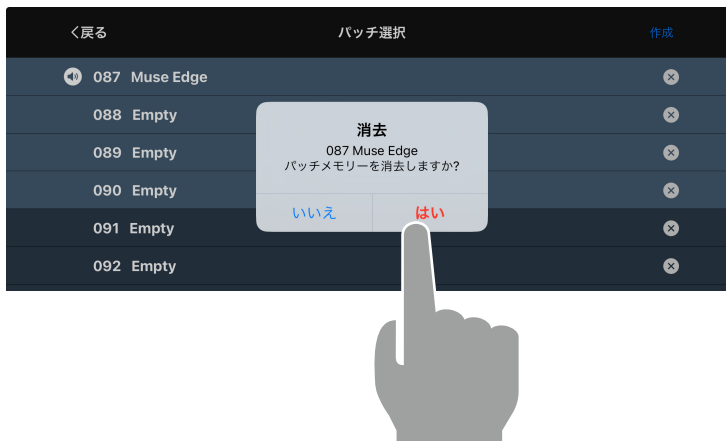 く戻る パッチ選択 作成
087 Muse Edge
088 Empty
089 Empty
090 Empty
091 Empty
092 Empty
消去
087 Muse Edge
パッチメモリーを消去しますか?
いいえ はい